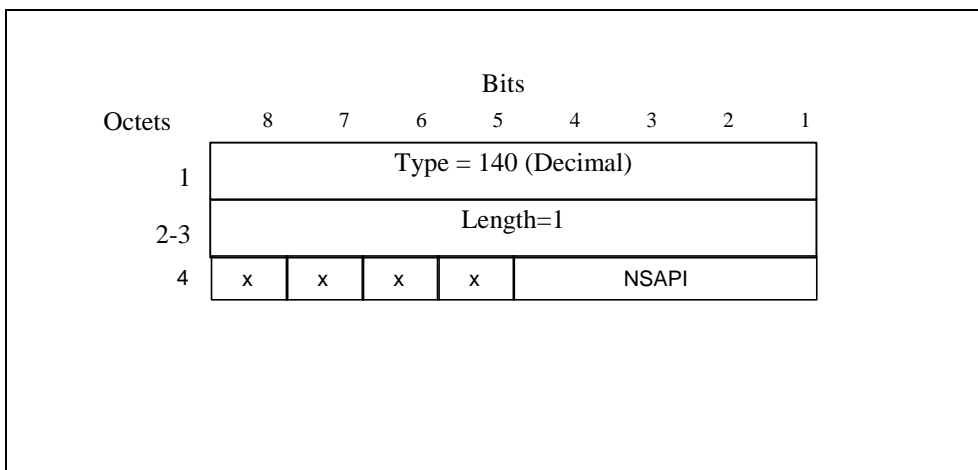 Bits
Octets 8 7 6 5 4 3 2 1
1 Type = 140 (Decimal)
2-3 Length=1
4 x x x x NSAPI